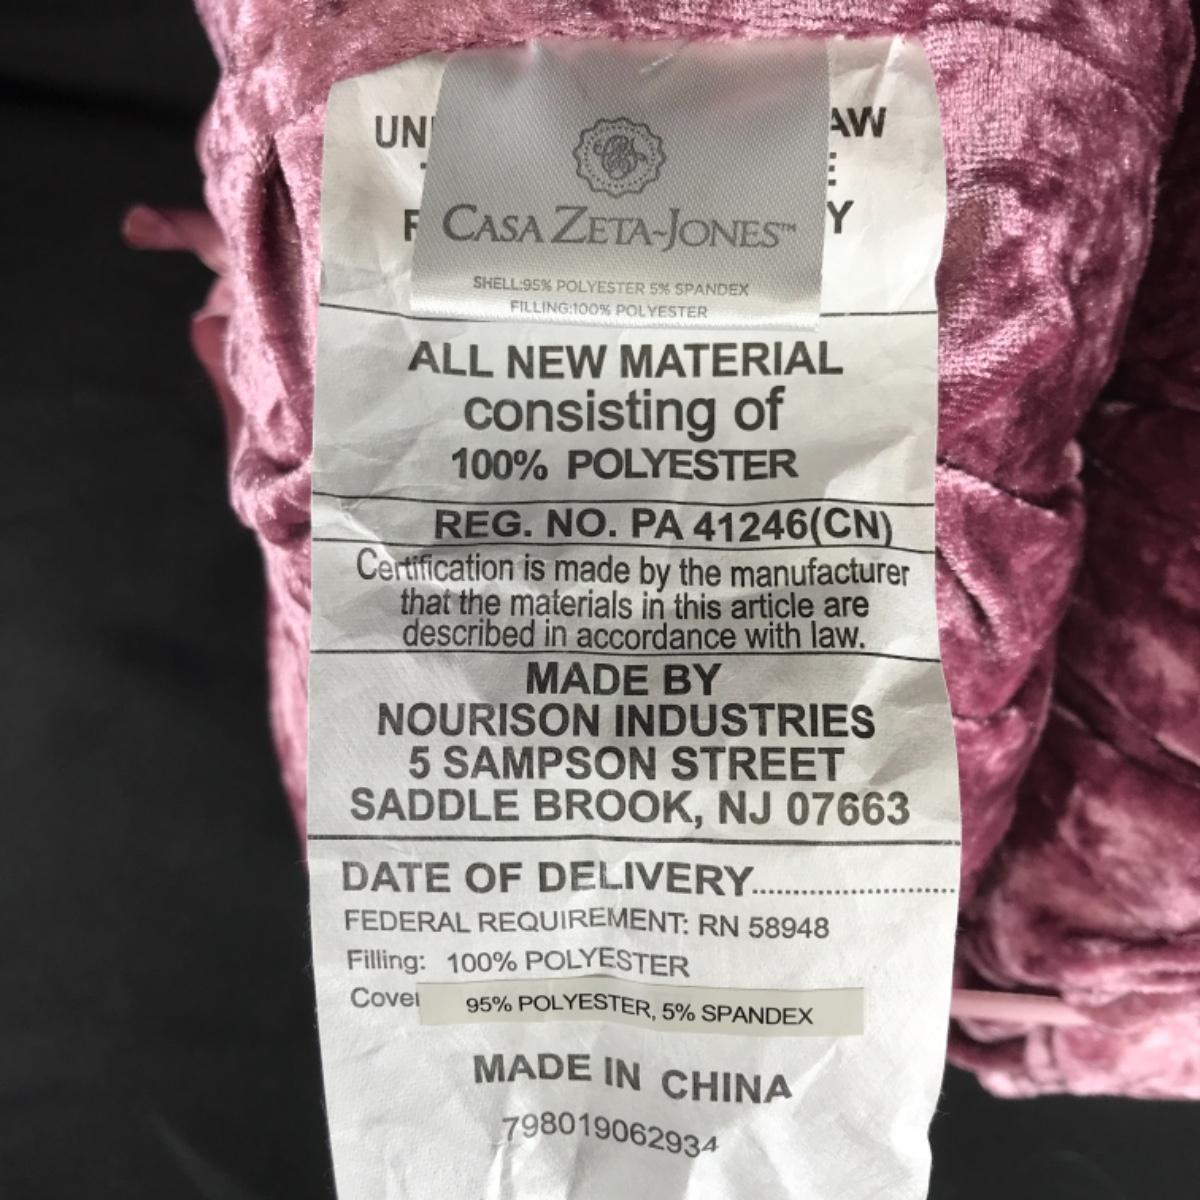 CASA ZETA-JONES™
SHELL:95% POLYESTER 5% SPANDEX
FILLING:100% POLYESTER
ALL NEW MATERIAL
consisting of
100% POLYESTER
REG. NO. PA 41246(CN)
Certification is made by the manufacturer
that the materials in this article are
described in accordance with law.
MADE BY
NOURISON INDUSTRIES
5 SAMPSON STREET
SADDLE BROOK, NJ 07663
DATE OF DELIVERY..............................
FEDERAL REQUIREMENT: RN 58948
Filling: 100% POLYESTER
Cover 95% POLYESTER, 5% SPANDEX
MADE IN CHINA
798019062934